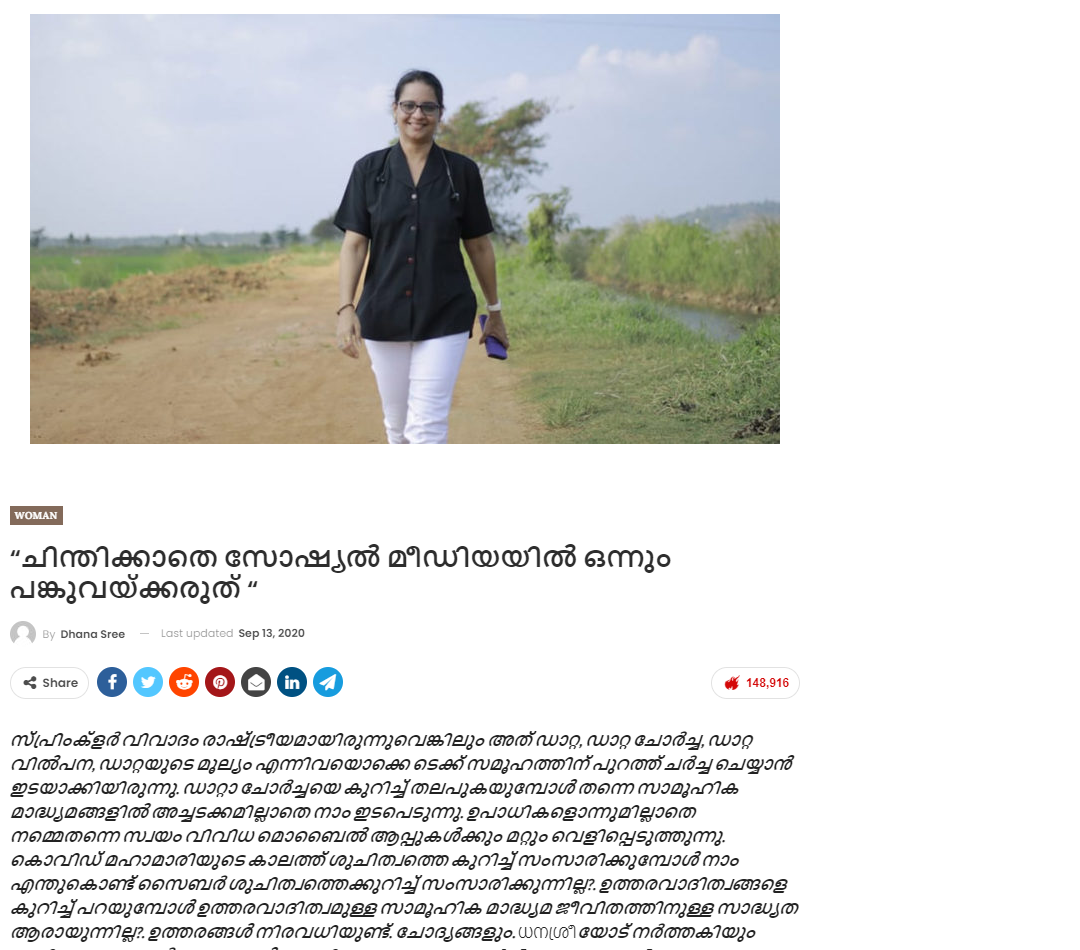 WOMAN
“ചിന്തിക്കാതെ സോഷ്യൽ മീഡിയയിൽ ഒന്നും
പങ്കുവയ്ക്കരുത് “
By Dhana Sree — Last updated Sep 13, 2020
Share 148,916
സ്പ്രിംക്ളർ വിവാദം രാഷ്ട്രീയമായിരുന്നുവെങ്കിലും അത് ഡാറ്റ, ഡാറ്റ ചോർച്ച, ഡാറ്റ
വിൽപന, ഡാറ്റയുടെ മൂല്യം എന്നിവയൊക്കെ ടെക്ക് സമൂഹത്തിന് പുറത്ത് ചർച്ച ചെയ്യാൻ
ഇടയാക്കിയിരുന്നു. ഡാറ്റാ ചോർച്ചയെ കുറിച്ച് തലപുകയുമ്പോൾ തന്നെ സാമൂഹിക
മാദ്ധ്യമങ്ങളിൽ അച്ചടക്കമില്ലാതെ നാം ഇടപെടുന്നു. ഉപാധികളൊന്നുമില്ലാതെ
നമ്മെതന്നെ സ്വയം വിവിധ മൊബൈൽ ആപ്പുകൾക്കും മറ്റും വെളിപ്പെടുത്തുന്നു.
കൊവിഡ് മഹാമാരിയുടെ കാലത്ത് ശുചിത്വത്തെ കുറിച്ച് സംസാരിക്കുമ്പോൾ നാം
എന്തുകൊണ്ട് സൈബർ ശുചിത്വത്തെക്കുറിച്ച് സംസാരിക്കുന്നില്ല?. ഉത്തരവാദിത്വങ്ങളെ
കുറിച്ച് പറയുമ്പോൾ ഉത്തരവാദിത്വമുള്ള സാമൂഹിക മാദ്ധ്യമ ജീവിതത്തിനുള്ള സാദ്ധ്യത
ആരായുന്നില്ല?. ഉത്തരങ്ങൾ നിരവധിയുണ്ട്. ചോദ്യങ്ങളും. ധനശ്രീ യോട് നർത്തകിയും